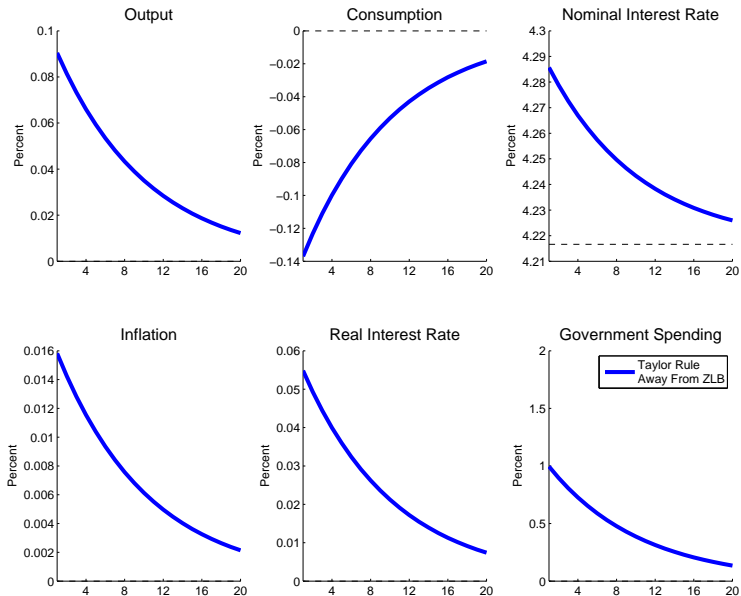 Output
Percent
0.1
0.08
0.06
0.04
0.02
0
4 8 12 16 20
Consumption
Percent
0
−0.02
−0.04
−0.06
−0.08
−0.1
−0.12
−0.14
4 8 12 16 20
Nominal Interest Rate
Percent
4.3
4.29
4.28
4.27
4.26
4.25
4.24
4.23
4.22
4.21
4 8 12 16 20
Inflation
Percent
0.016
0.014
0.012
0.01
0.008
0.006
0.004
0.002
0
4 8 12 16 20
Real Interest Rate
Percent
0.06
0.05
0.04
0.03
0.02
0.01
0
4 8 12 16 20
Government Spending
Percent
2
1.5
1
0.5
0
4 8 12 16 20
Taylor Rule
Away From ZLB